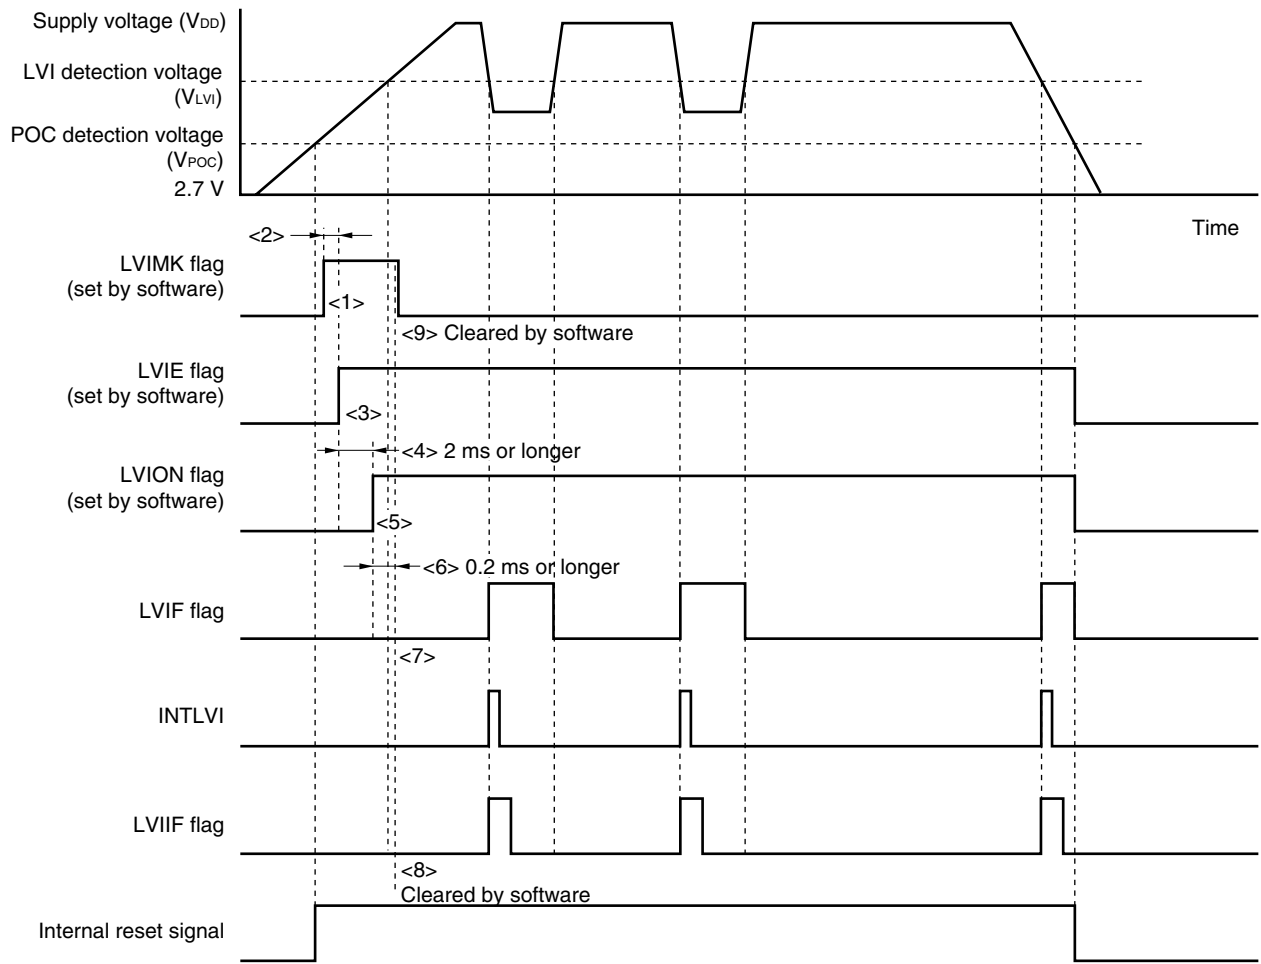 Supply voltage (VDD)
LVI detection voltage
(VLVI)
POC detection voltage
(VPOC)
2.7 V
Time
<2>
LVIMK flag
(set by software)
<1>
<9> Cleared by software
LVIE flag
(set by software)
<3>
<4> 2 ms or longer
LVION flag
(set by software)
<5>
<6> 0.2 ms or longer
LVIF flag
<7>
INTLVI
LVIIF flag
<8>
Cleared by software
Internal reset signal